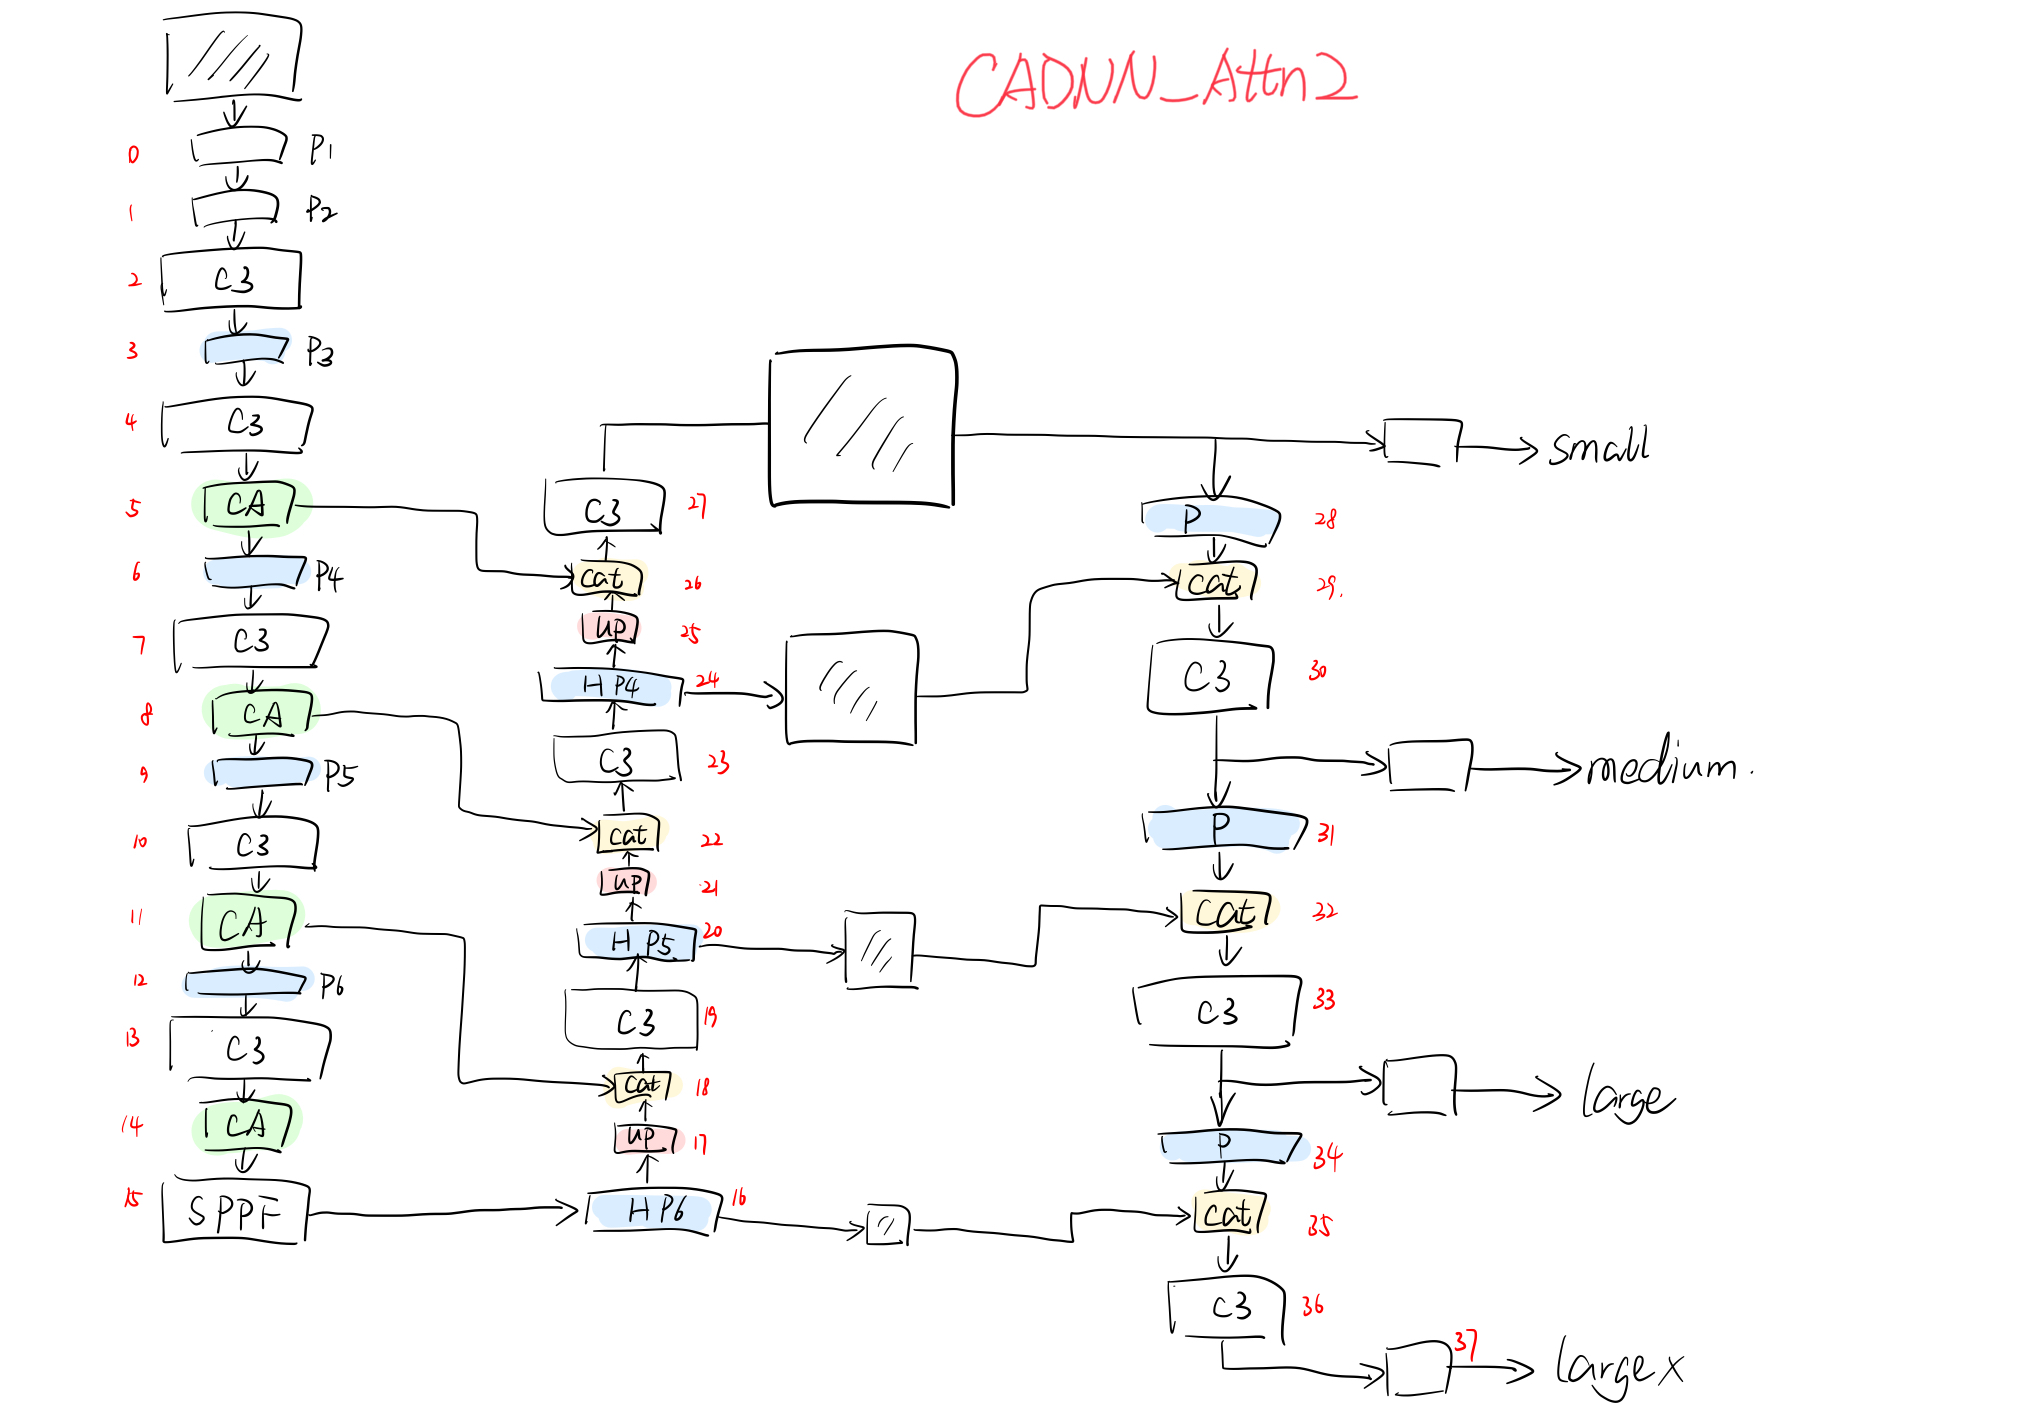 CADNN_Attn2
0 P1
1 P2
2 C3
3 P3
4 C3
5 CA
6 P4
7 C3
8 CA
9 P5
10 C3
11 CA
12 P6
13 C3
14 CA
15 SPPF
C3 27
cat 26
up 25
H P4 24
C3 23
cat 22
up 21
H P5 20
C3 19
cat 18
up 17
H P6 16
small
P 28
cat 29.
C3 30
medium.
P 31
cat 32
C3 33
large
P 34
cat 35
C3 36
37 large x